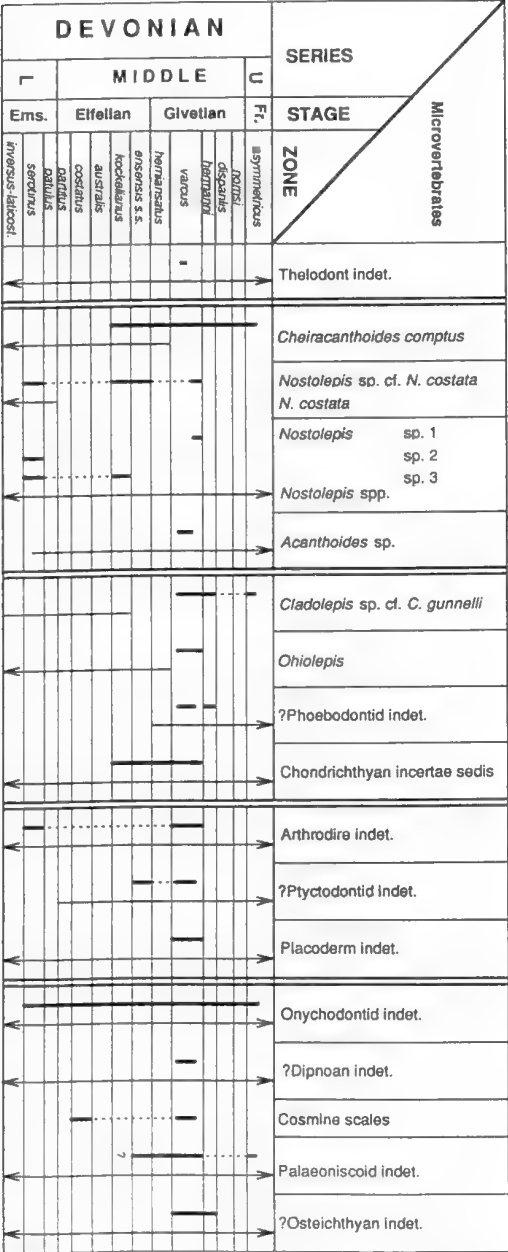 DEVONIAN
SERIES
L
MIDDLE
U
Ems.
Eifelian
Givetian
Fr.
STAGE
Microvertebrates
inversus-laticost.
serotinus
patulus
partitus
costatus
australis
kockelianus
ensensis s.s.
hemiansatus
varcus
hermanni
disparilis
norrisi
asymmetricus
ZONE
Thelodont indet.
Cheiracanthoides comptus
Nostolepis sp. cf. N. costata
N. costata
Nostolepis sp. 1
sp. 2
sp. 3
Nostolepis spp.
Acanthoides sp.
Cladolepis sp. cf. C. gunnelli
Ohiolepis
?Phoebodontid indet.
Chondrichthyan incertae sedis
Arthrodire indet.
?Ptyctodontid indet.
Placoderm indet.
Onychodontid indet.
?Dipnoan indet.
Cosmine scales
?
Palaeoniscoid indet.
?Osteichthyan indet.